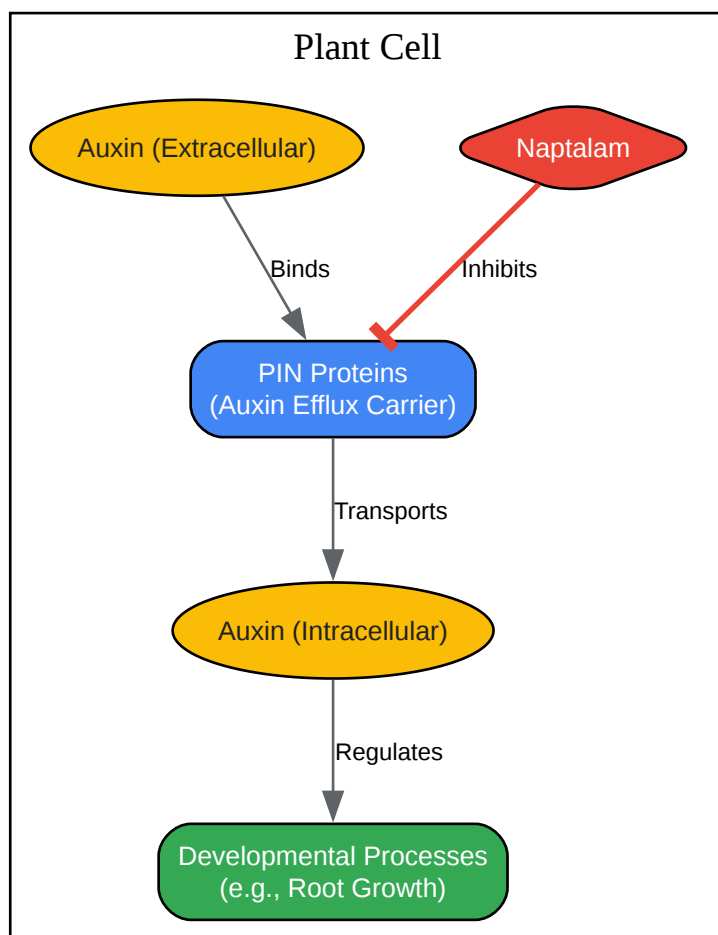 Plant Cell
Auxin (Extracellular)
Naptalam
Binds
Inhibits
PIN Proteins
(Auxin Efflux Carrier)
Transports
Auxin (Intracellular)
Regulates
Developmental Processes
(e.g., Root Growth)